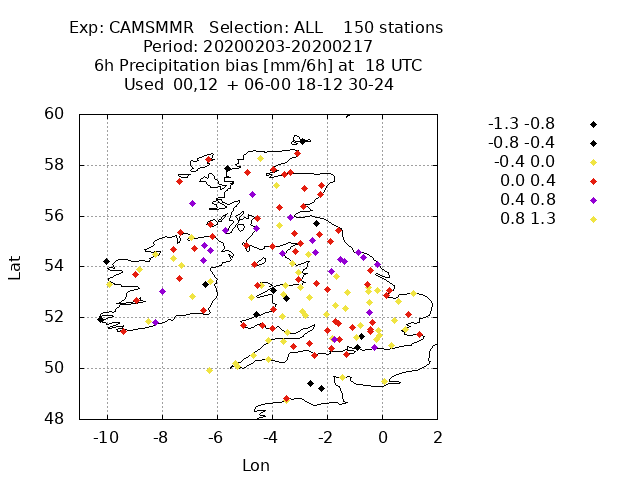 Exp: CAMSMMR   Selection: ALL    150 stations
Period: 20200203-20200217
6h Precipitation bias [mm/6h] at  18 UTC
Used  00,12  + 06-00 18-12 30-24
60
58
56
54
52
50
48
-10 -8 -6 -4 -2 0 2
Lat
Lon
-1.3 -0.8
-0.8 -0.4
-0.4 0.0
0.0 0.4
0.4 0.8
0.8 1.3